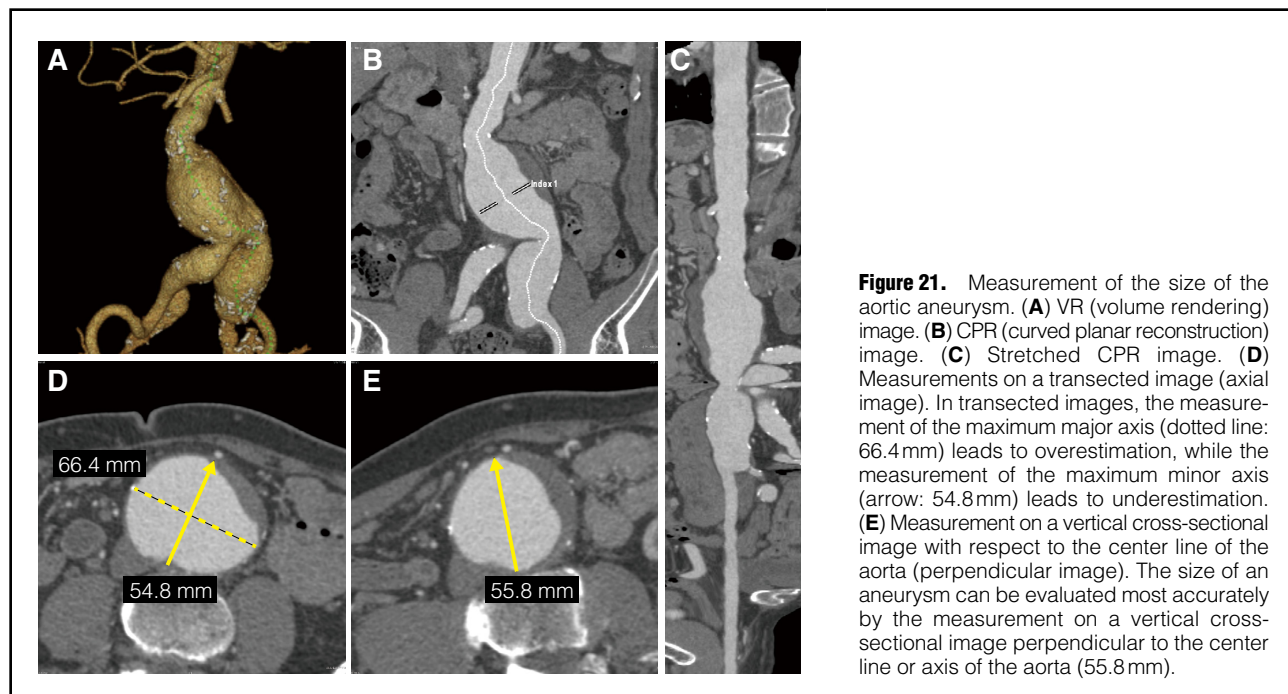 A
B
C
Index 1
D
E
66.4 mm
54.8 mm
55.8 mm
Figure 21. Measurement of the size of the
aortic aneurysm. (A) VR (volume rendering)
image. (B) CPR (curved planar reconstruction)
image. (C) Stretched CPR image. (D)
Measurements on a transected image (axial
image). In transected images, the measure-
ment of the maximum major axis (dotted line:
66.4 mm) leads to overestimation, while the
measurement of the maximum minor axis
(arrow: 54.8 mm) leads to underestimation.
(E) Measurement on a vertical cross-sectional
image with respect to the center line of the
aorta (perpendicular image). The size of an
aneurysm can be evaluated most accurately
by the measurement on a vertical cross-
sectional image perpendicular to the center
line or axis of the aorta (55.8 mm).